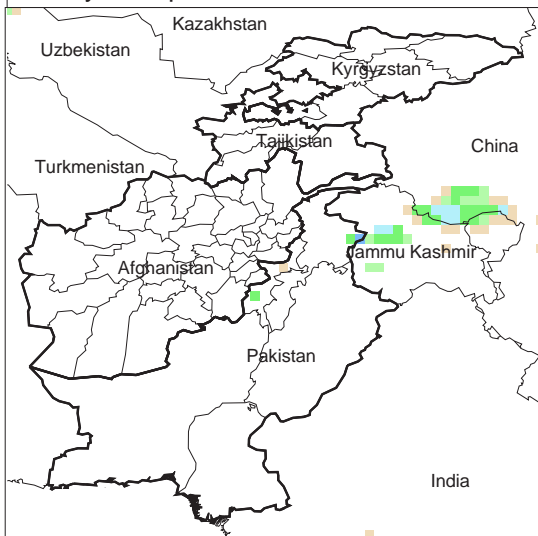 Kazakhstan
Uzbekistan
Kyrgyzstan
Tajikistan
China
Turkmenistan
Jammu Kashmir
Afghanistan
Pakistan
India